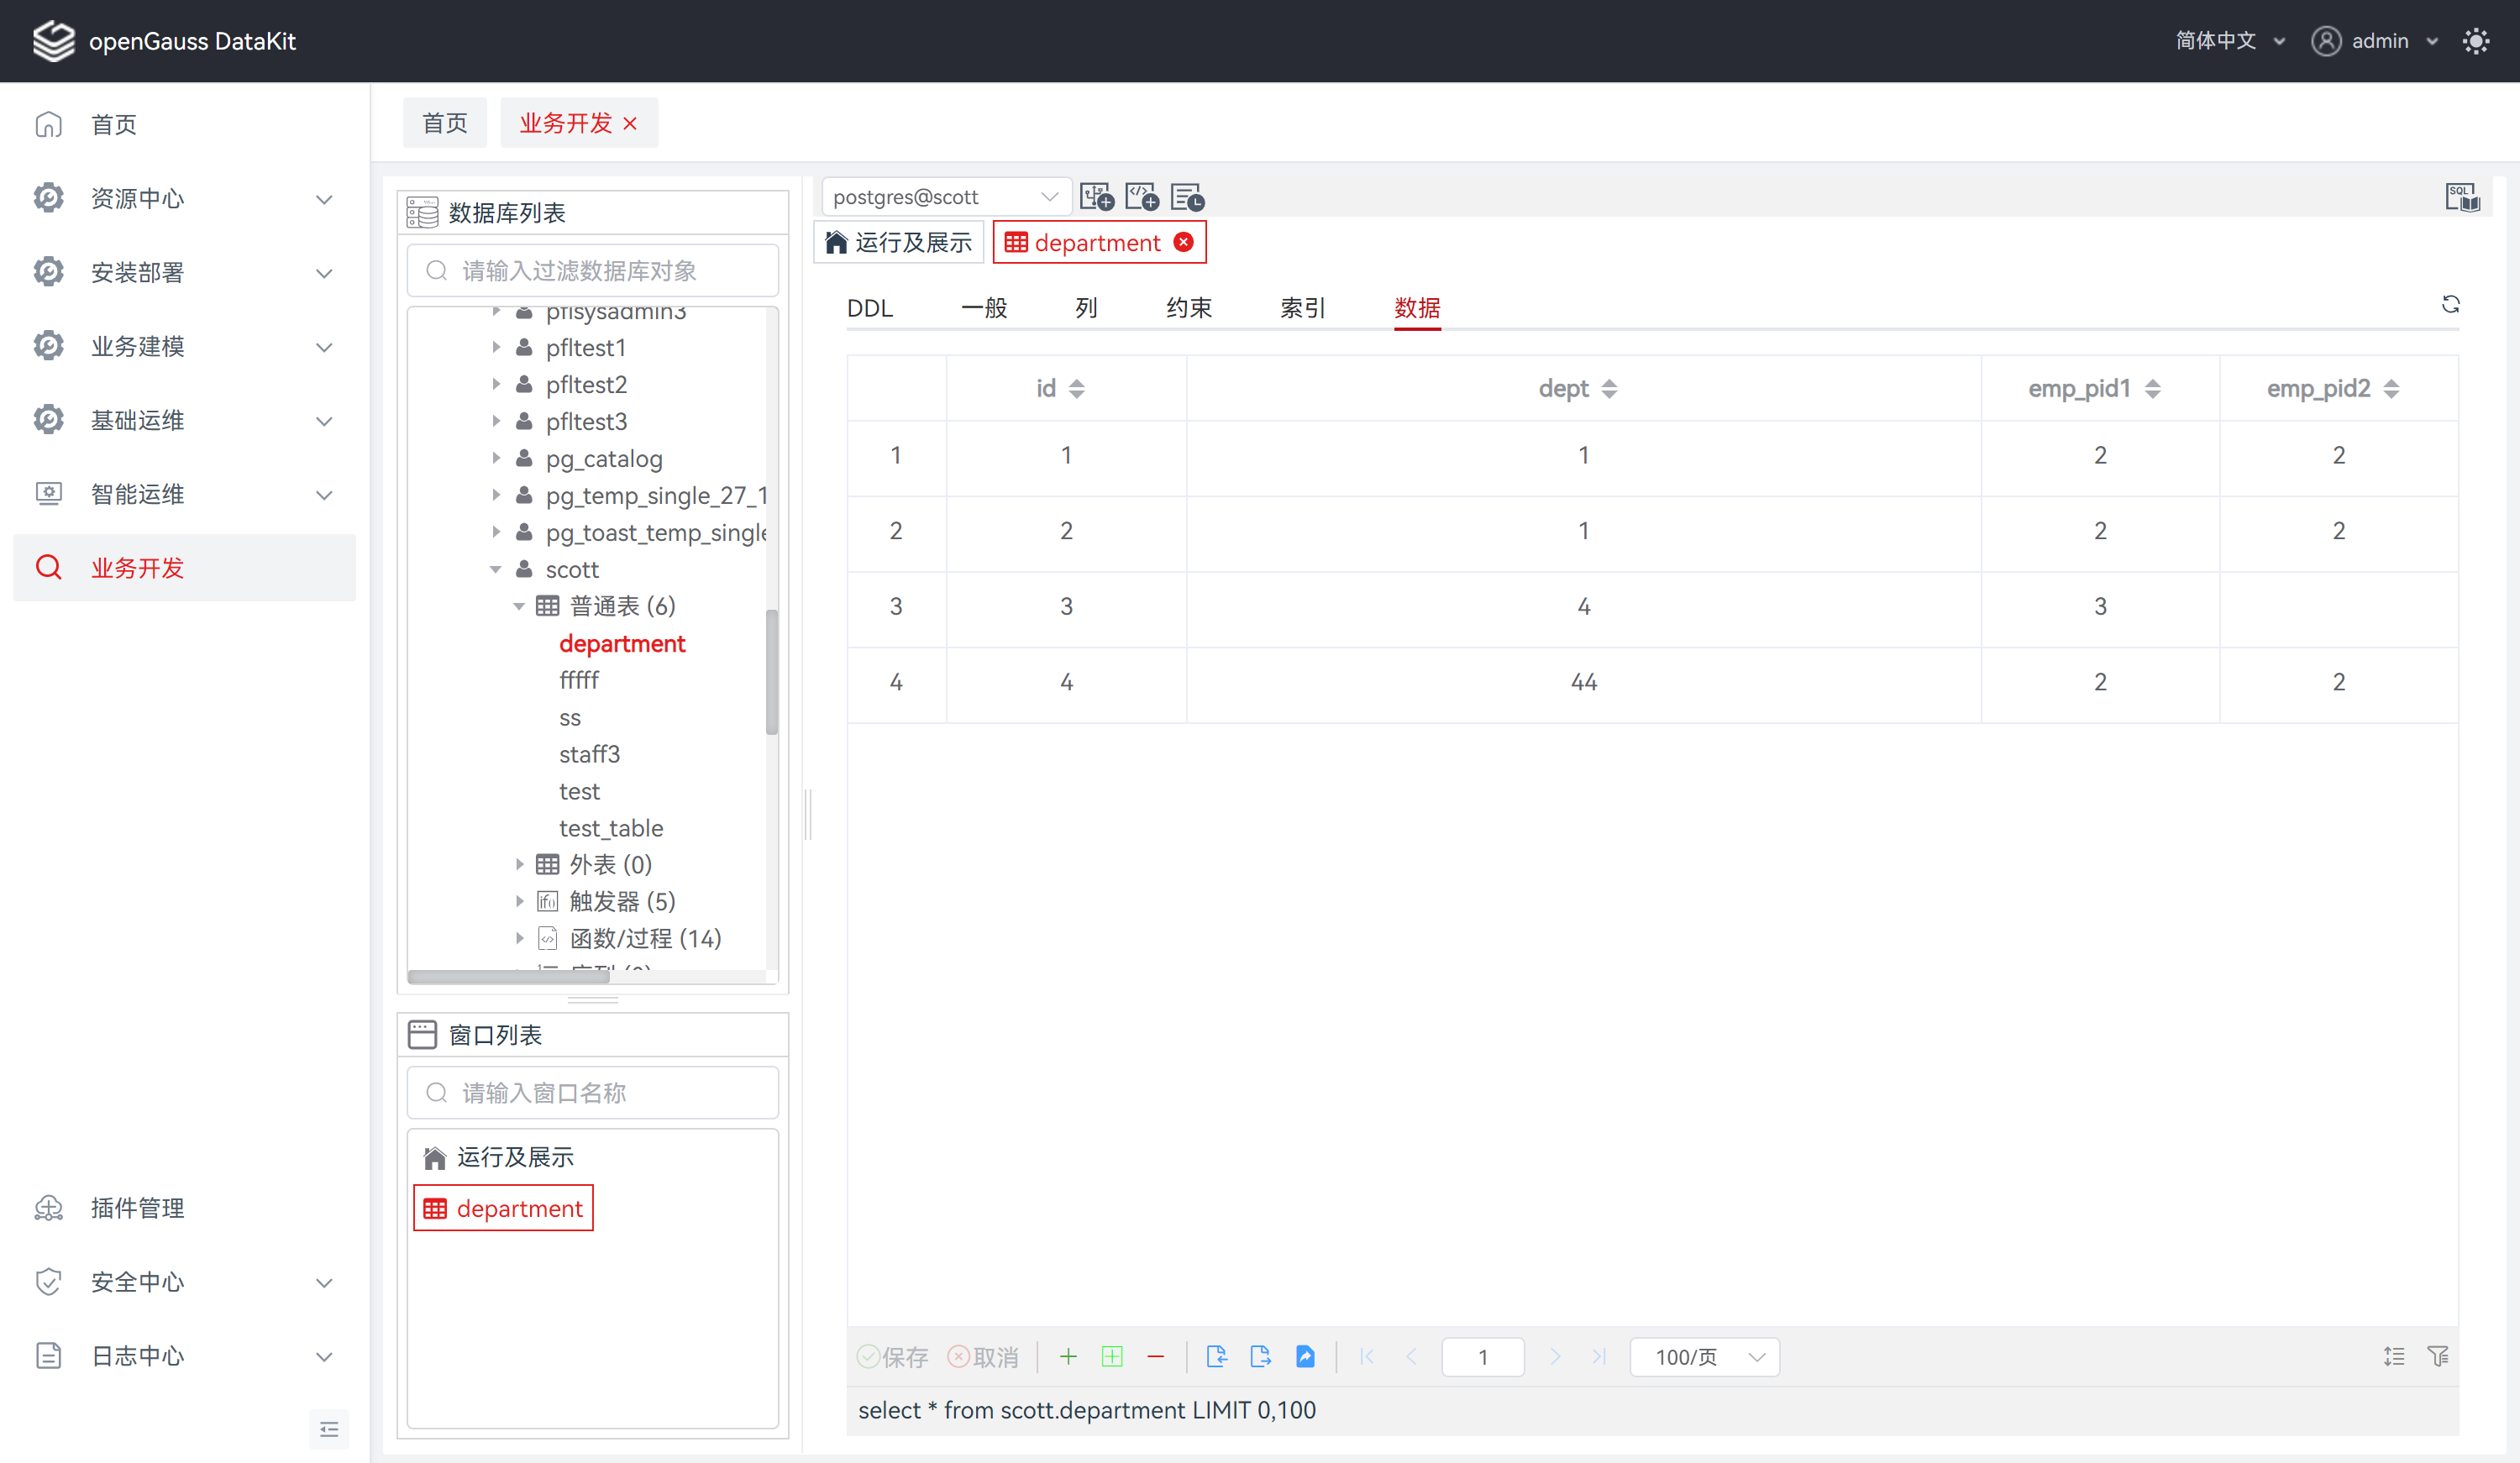 openGauss DataKit
简体中文
admin
首页
资源中心
安装部署
业务建模
基础运维
智能运维
业务开发
插件管理
安全中心
日志中心
首页
业务开发
数据库列表
请输入过滤数据库对象
pflsysadmin3
pfltest1
pfltest2
pfltest3
pg_catalog
pg_temp_single_27_1
pg_toast_temp_single
scott
普通表 (6)
department
fffff
ss
staff3
test
test_table
外表 (0)
if()
触发器 (5)
函数/过程 (14)
窗口列表
请输入窗口名称
运行及展示
department
postgres@scott
SQL
运行及展示
department
DDL 一般 列 约束 索引 数据
id dept emp_pid1 emp_pid2
1 1 1 2 2
2 2 1 2 2
3 3 4 3
4 4 44 2 2
保存 取消 1 100/页
select * from scott.department LIMIT 0,100